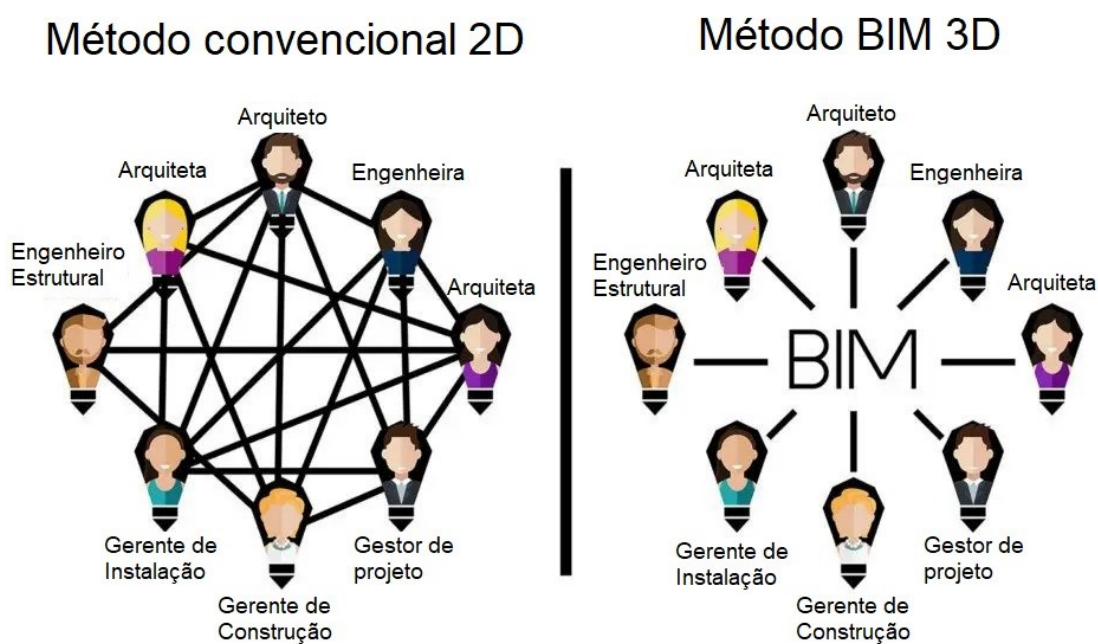 Método convencional 2D
Arquiteto
Arquiteta
Engenheira
Engenheiro
Estrutural
Arquiteta
Gerente de
Instalação
Gestor de
projeto
Gerente de
Construção
Método BIM 3D
Arquiteto
Arquiteta
Engenheira
Engenheiro
Estrutural
Arquiteta
BIM
Gerente de
Instalação
Gestor de
projeto
Gerente de
Construção